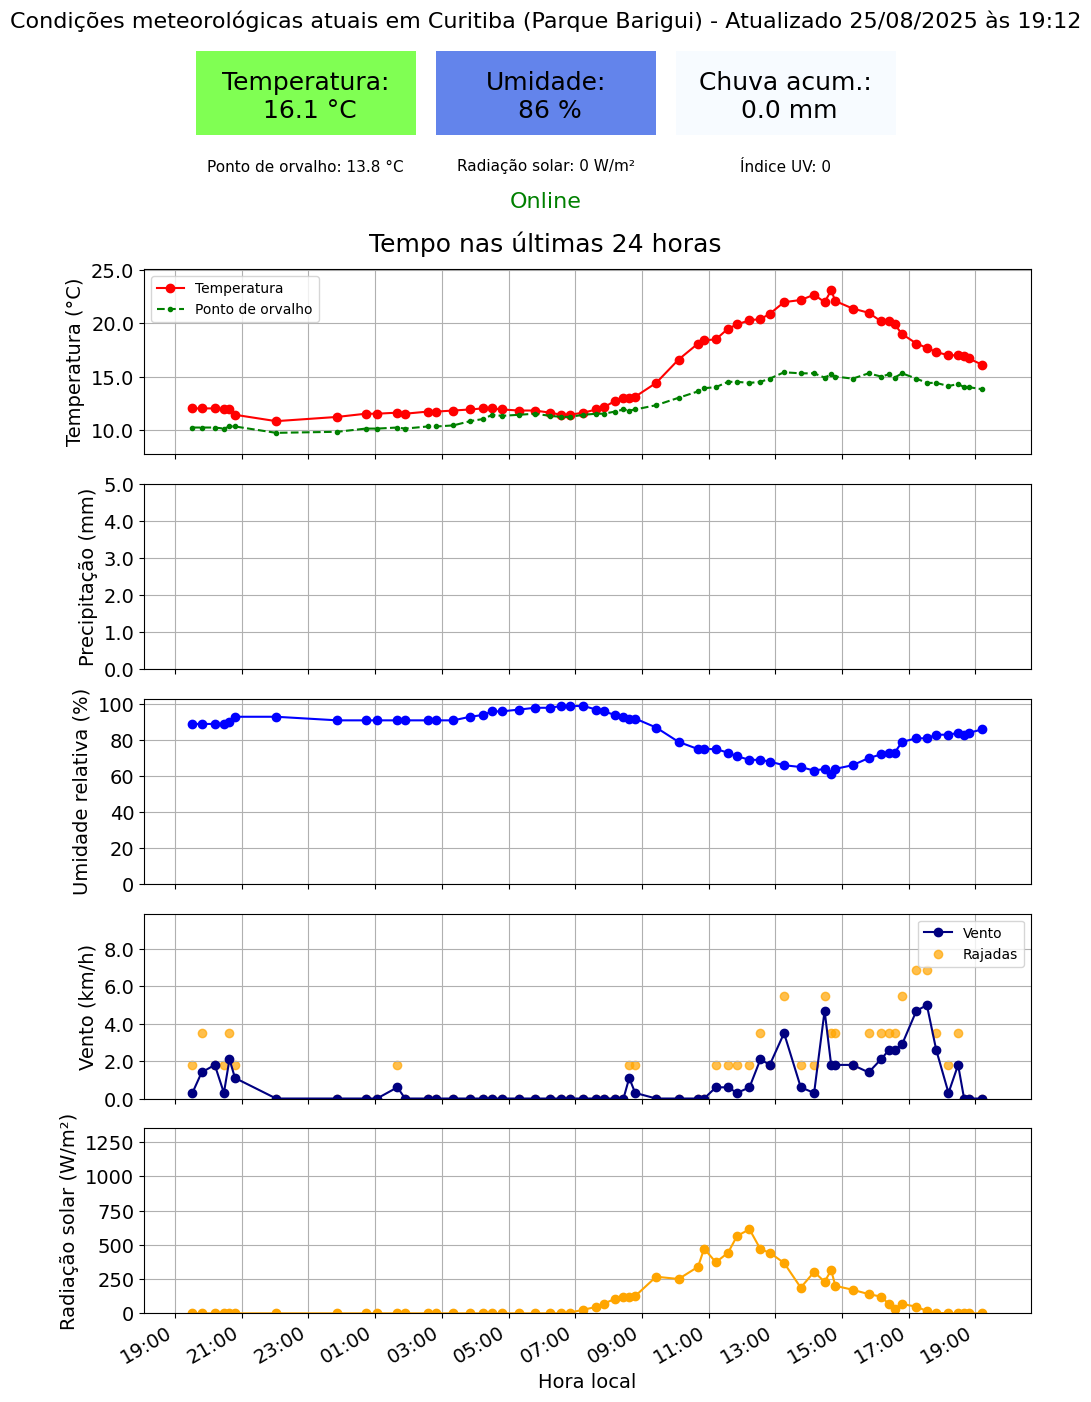 Condições meteorológicas atuais em Curitiba (Parque Barigui) - Atualizado 25/08/2025 às 19:12
Temperatura:
16.1 °C
Umidade:
86 %
Chuva acum.:
0.0 mm
Ponto de orvalho: 13.8 °C
Radiação solar: 0 W/m²
Índice UV: 0
Online
Tempo nas últimas 24 horas
Temperatura (°C)
25.0
20.0
15.0
10.0
Temperatura
Ponto de orvalho
Precipitação (mm)
5.0
4.0
3.0
2.0
1.0
0.0
Umidade relativa (%)
100
80
60
40
20
0
Vento (km/h)
8.0
6.0
4.0
2.0
0.0
Vento
Rajadas
Radiação solar (W/m²)
1250
1000
750
500
250
0
19:00 21:00 23:00 01:00 03:00 05:00 07:00 09:00 11:00 13:00 15:00 17:00 19:00
Hora local